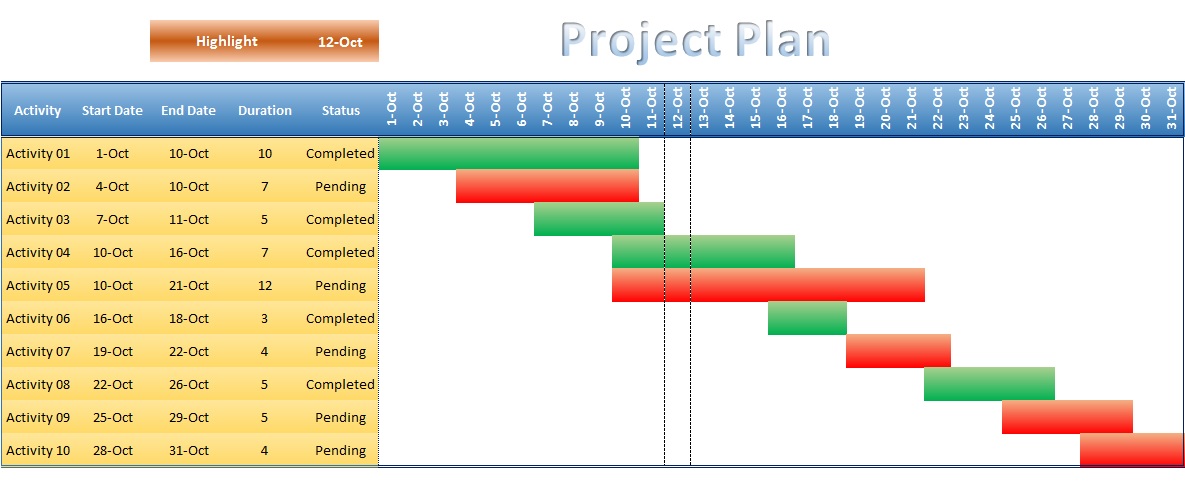 Highlight 12-Oct
Project Plan
Activity Start Date End Date Duration Status 1-Oct 2-Oct 3-Oct 4-Oct 5-Oct 6-Oct 7-Oct 8-Oct 9-Oct 10-Oct 11-Oct 12-Oct 13-Oct 14-Oct 15-Oct 16-Oct 17-Oct 18-Oct 19-Oct 20-Oct 21-Oct 22-Oct 23-Oct 24-Oct 25-Oct 26-Oct 27-Oct 28-Oct 29-Oct 30-Oct 31-Oct
Activity 01 1-Oct 10-Oct 10 Completed
Activity 02 4-Oct 10-Oct 7 Pending
Activity 03 7-Oct 11-Oct 5 Completed
Activity 04 10-Oct 16-Oct 7 Completed
Activity 05 10-Oct 21-Oct 12 Pending
Activity 06 16-Oct 18-Oct 3 Completed
Activity 07 19-Oct 22-Oct 4 Pending
Activity 08 22-Oct 26-Oct 5 Completed
Activity 09 25-Oct 29-Oct 5 Pending
Activity 10 28-Oct 31-Oct 4 Pending